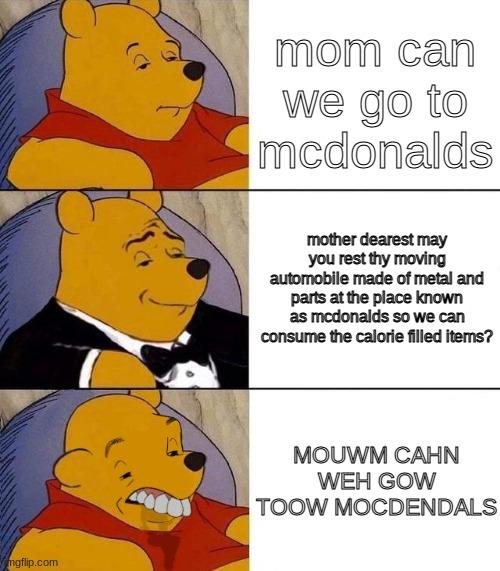 mom can
we go to
mcdonalds
mother dearest may
you rest thy moving
automobile made of metal and
parts at the place known
as mcdonalds so we can
consume the calorie filled items?
MOUWM CAHN
WEH GOW
TOOW MOCDENDALS
imgflip.com